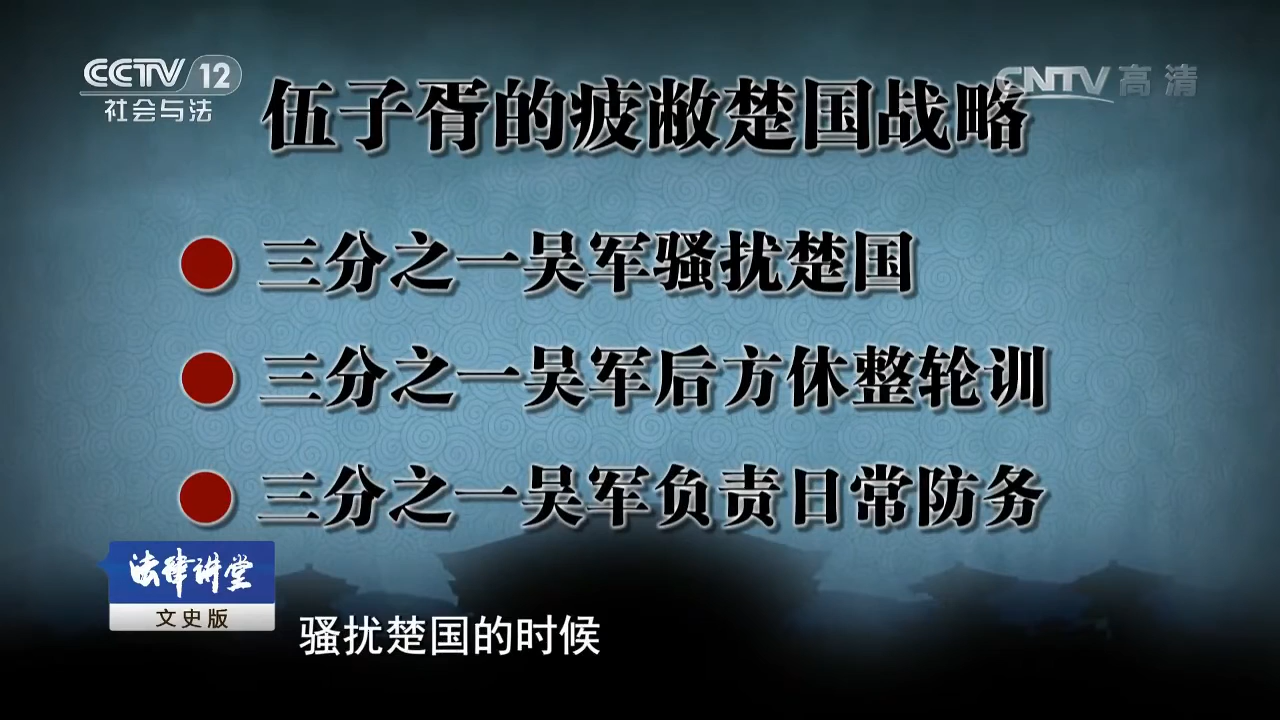 CCTV 12
社会与法
CNTV 高清
伍子胥的疲敝楚国战略
三分之一吴军骚扰楚国
三分之一吴军后方休整轮训
三分之一吴军负责日常防务
法律讲堂
文史版
骚扰楚国的时候